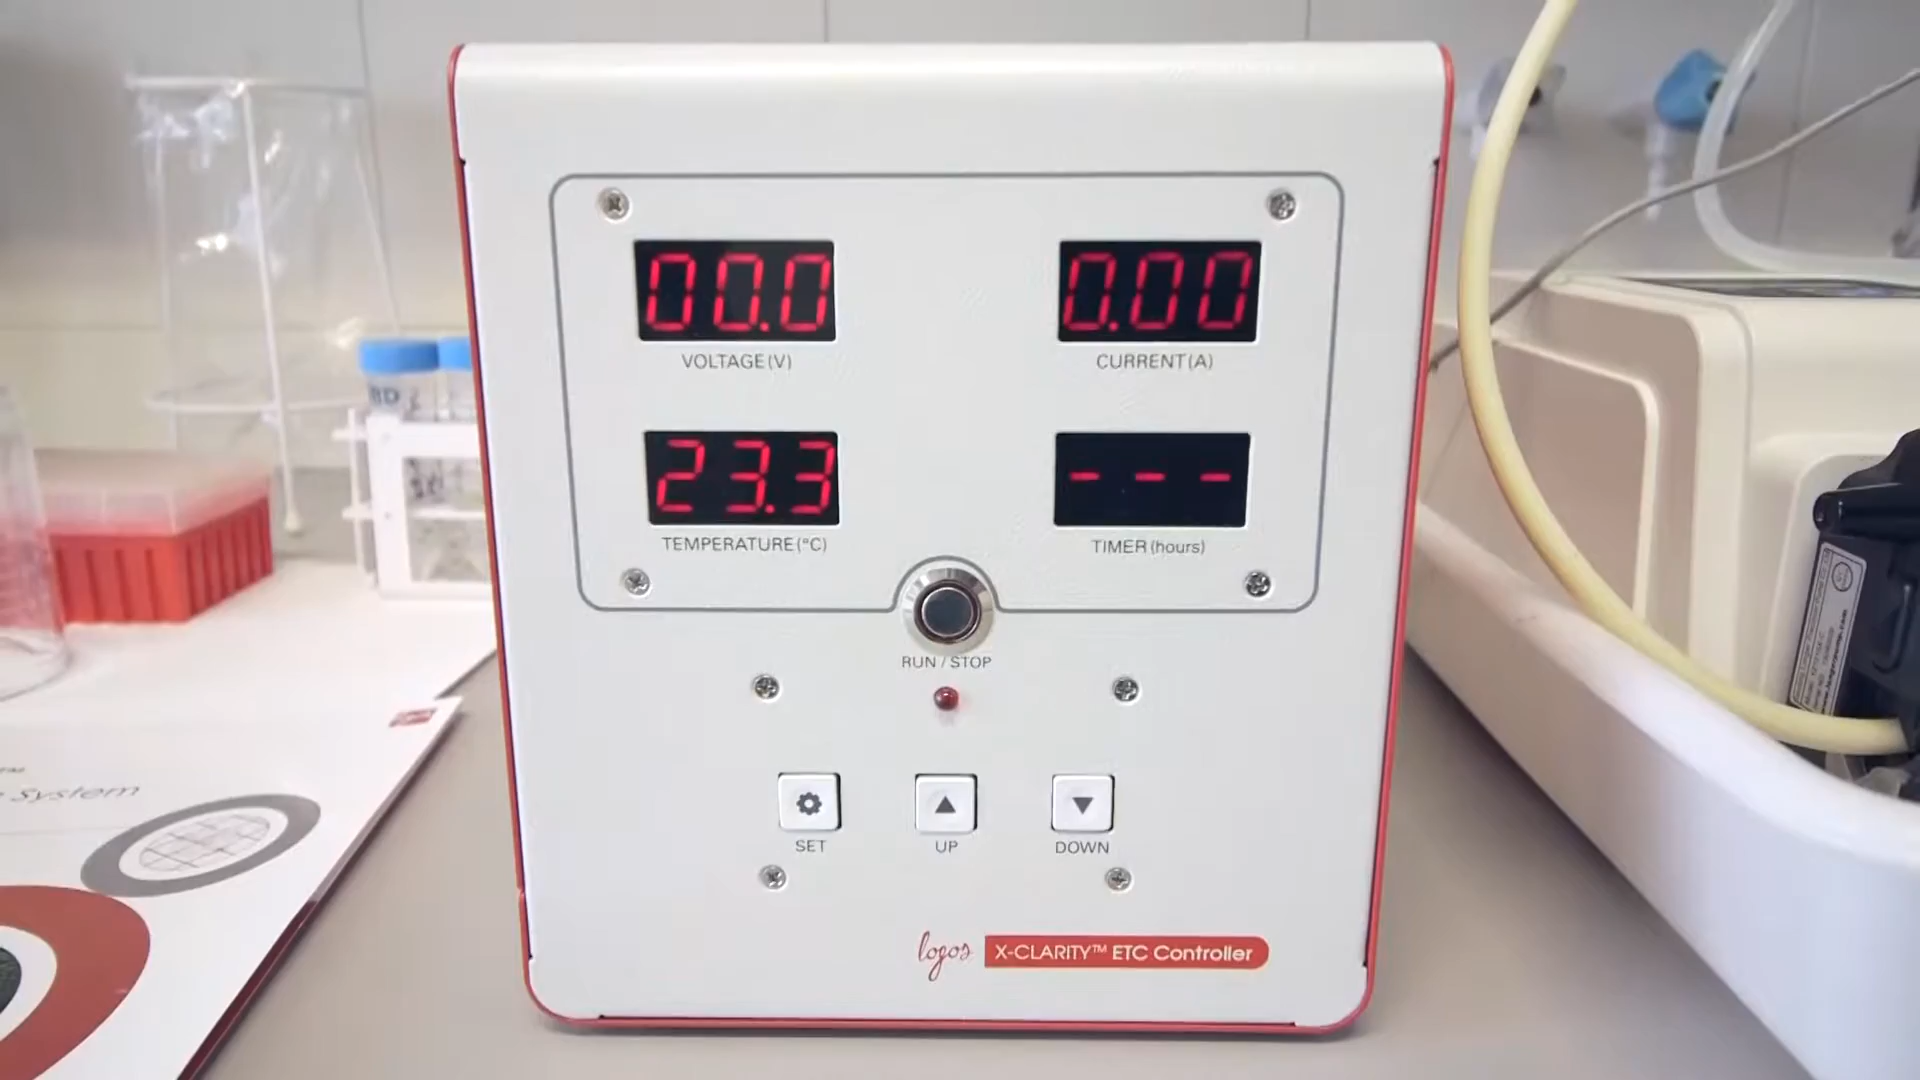 00.0
0.00
VOLTAGE (V)
CURRENT (A)
23.3
- - -
TEMPERATURE (°C)
TIMER (hours)
RUN / STOP
SET
UP
DOWN
logos X-CLARITY™ ETC Controller
System